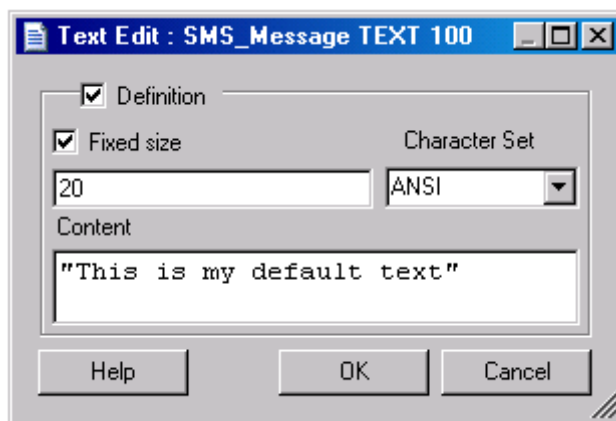 Text Edit : SMS_Message TEXT 100
Definition
Fixed size Character Set
20 ANSI
Content
"This is my default text"
Help OK Cancel